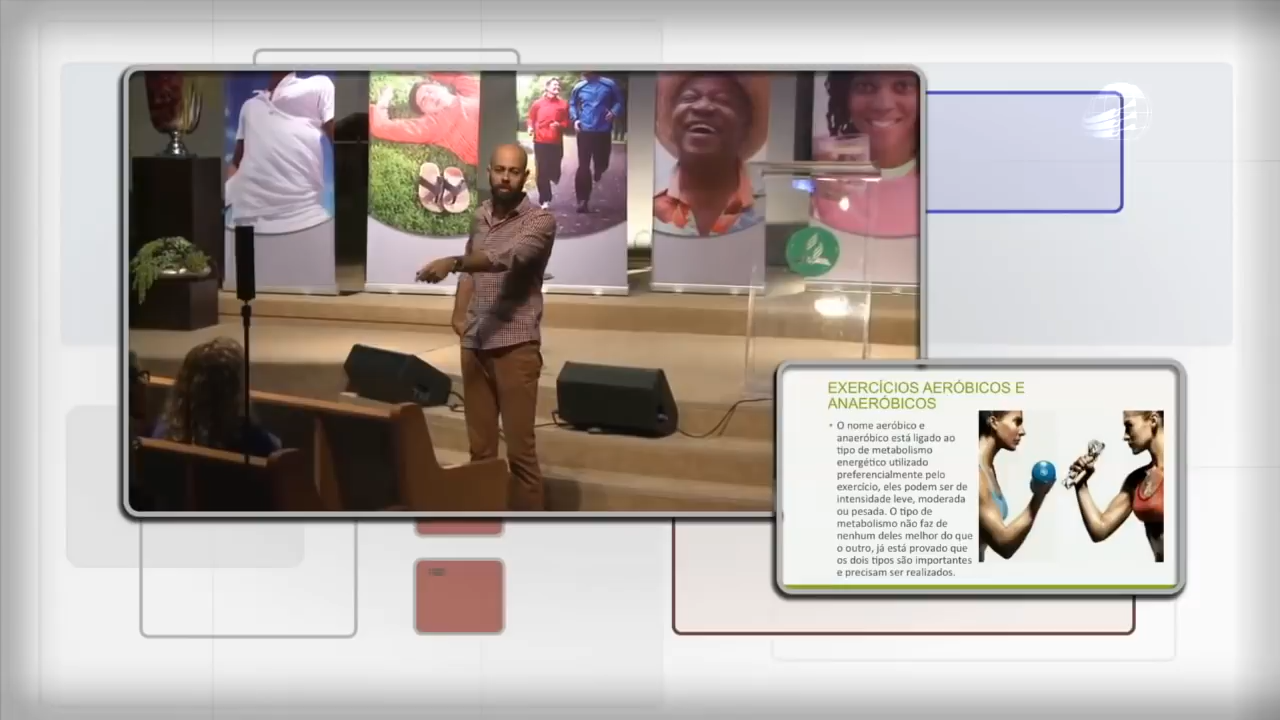 EXERCÍCIOS AERÓBICOS E
ANAERÓBICOS
• O nome aeróbico e
anaeróbico está ligado ao
tipo de metabolismo
energético utilizado
preferencialmente pelo
exercício, eles podem ser de
intensidade leve, moderada
ou pesada. O tipo de
metabolismo não faz de
nenhum deles melhor do que
o outro, já está provado que
os dois tipos são importantes
e precisam ser realizados.